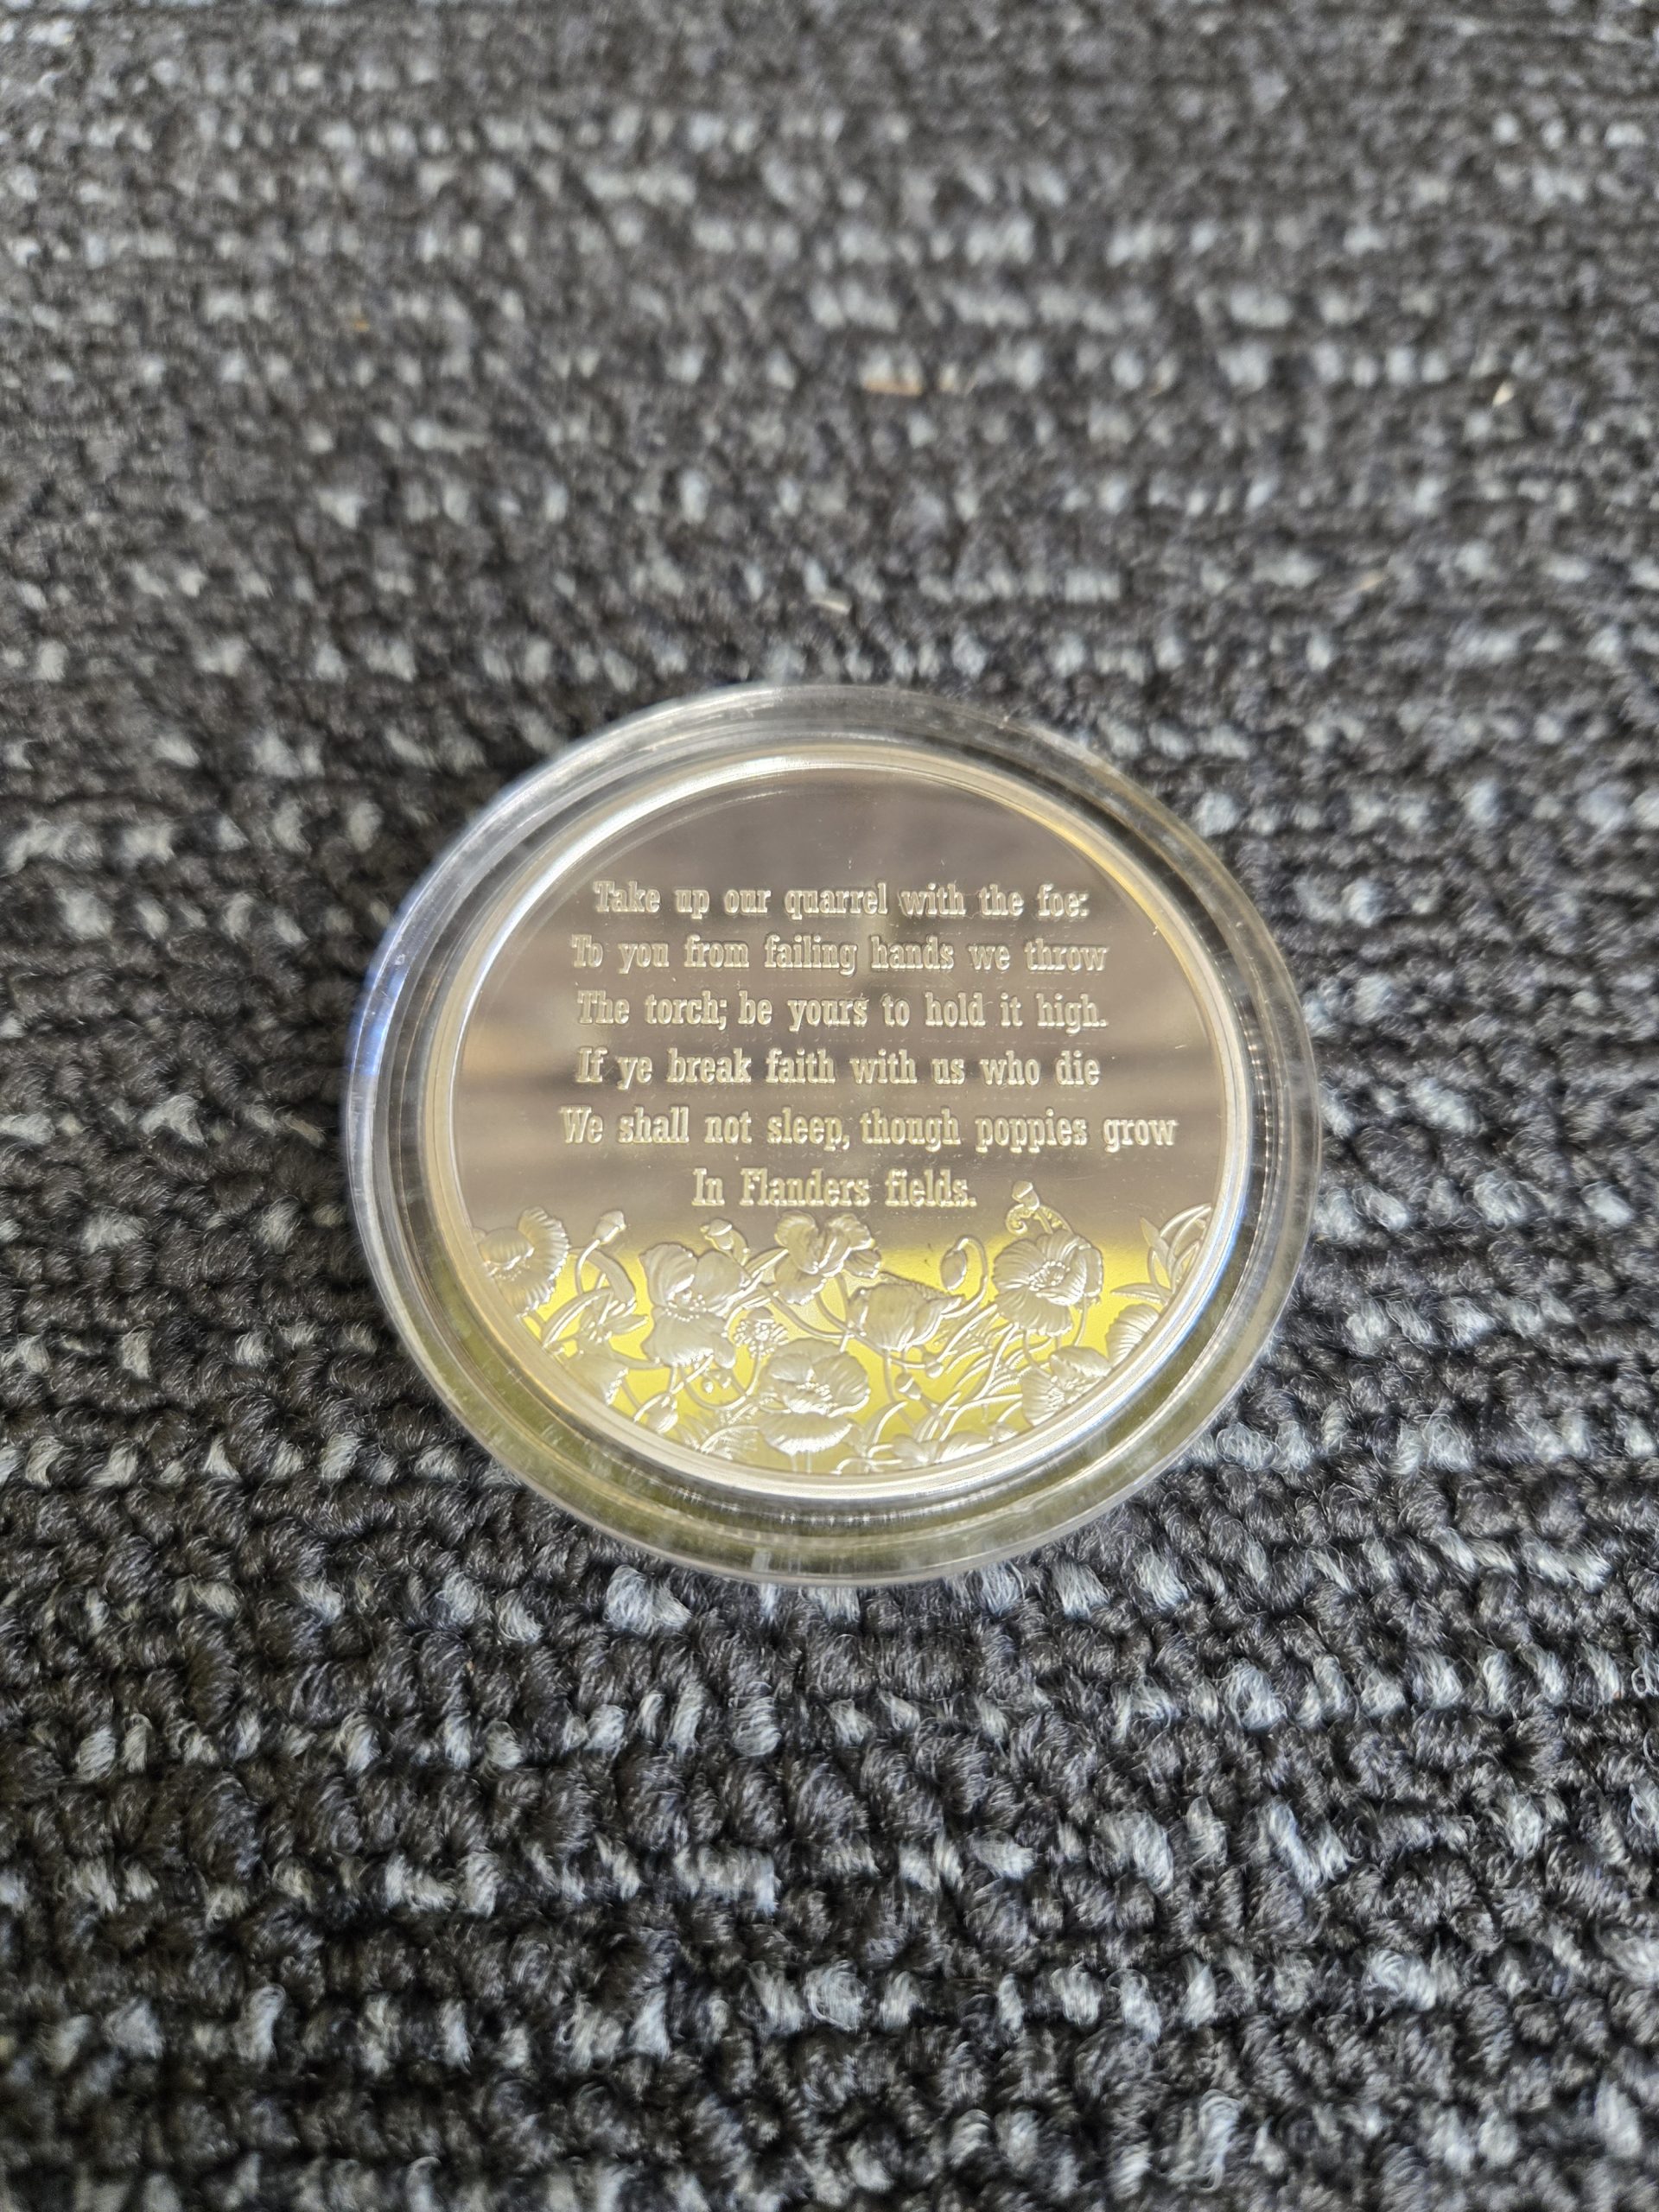 Take up our quarrel with the foe:
To you from failing hands we throw
The torch; be yours to hold it high.
If ye break faith with us who die
We shall not sleep, though poppies grow
In Flanders fields.